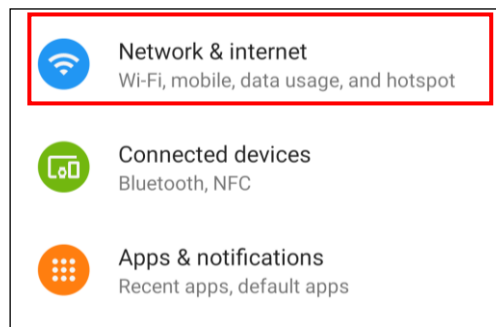 Network & internet
Wi-Fi, mobile, data usage, and hotspot
Connected devices
Bluetooth, NFC
Apps & notifications
Recent apps, default apps